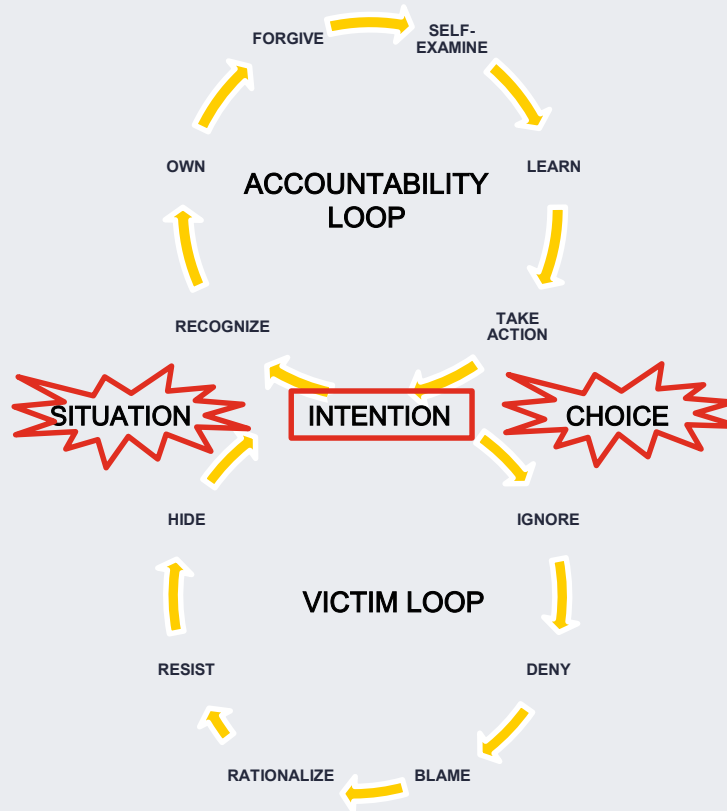 FORGIVE
SELF-
EXAMINE
OWN
LEARN
ACCOUNTABILITY
LOOP
RECOGNIZE
TAKE
ACTION
SITUATION
INTENTION
CHOICE
HIDE
IGNORE
VICTIM LOOP
RESIST
DENY
RATIONALIZE
BLAME